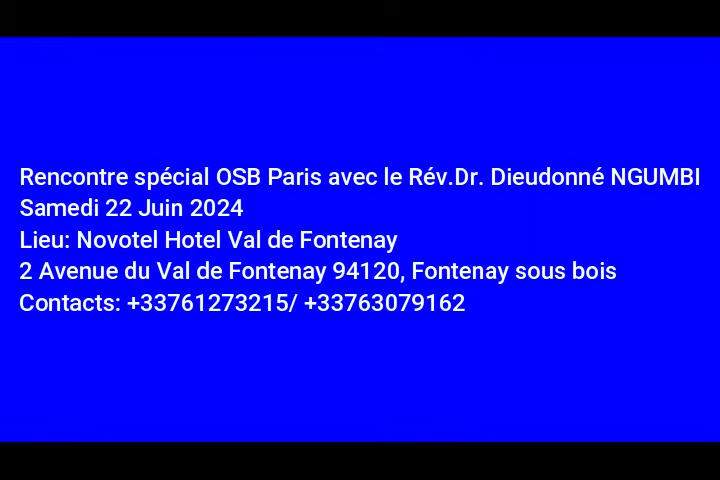 Rencontre spécial OSB Paris avec le Rév.Dr. Dieudonné NGUMBI
Samedi 22 Juin 2024
Lieu: Novotel Hotel Val de Fontenay
2 Avenue du Val de Fontenay 94120, Fontenay sous bois
Contacts: +33761273215/ +33763079162